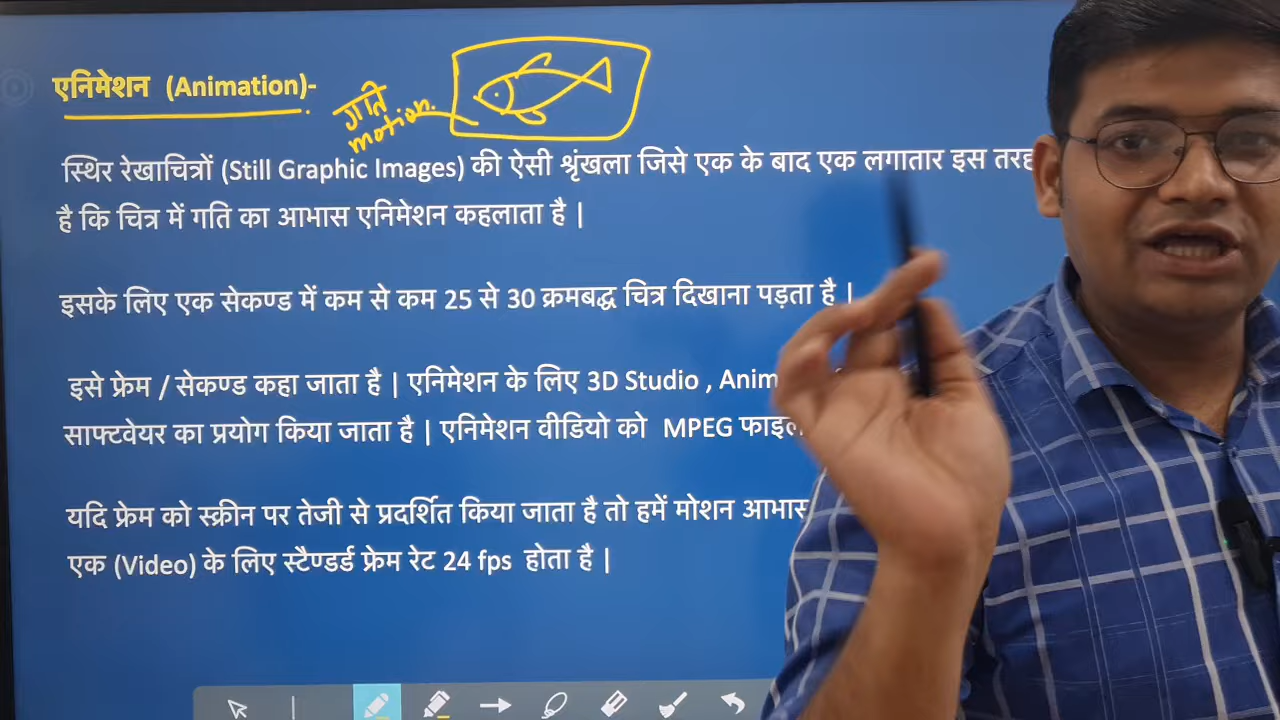 एनिमेशन (Animation)-
गति
motion.
स्थिर रेखाचित्रों (Still Graphic Images) की ऐसी श्रृंखला जिसे एक के बाद एक लगातार इस तरह
है कि चित्र में गति का आभास एनिमेशन कहलाता है |
इसके लिए एक सेकण्ड में कम से कम 25 से 30 क्रमबद्ध चित्र दिखाना पड़ता है |
इसे फ्रेम / सेकण्ड कहा जाता है | एनिमेशन के लिए 3D Studio ,
साफ्टवेयर का प्रयोग किया जाता है | एनिमेशन वीडियो को MPEG
यदि फ्रेम को स्क्रीन पर तेजी से प्रदर्शित किया जाता है तो हमें मोशन आभास
एक (Video) के लिए स्टैण्डर्ड फ्रेम रेट 24 fps होता है |